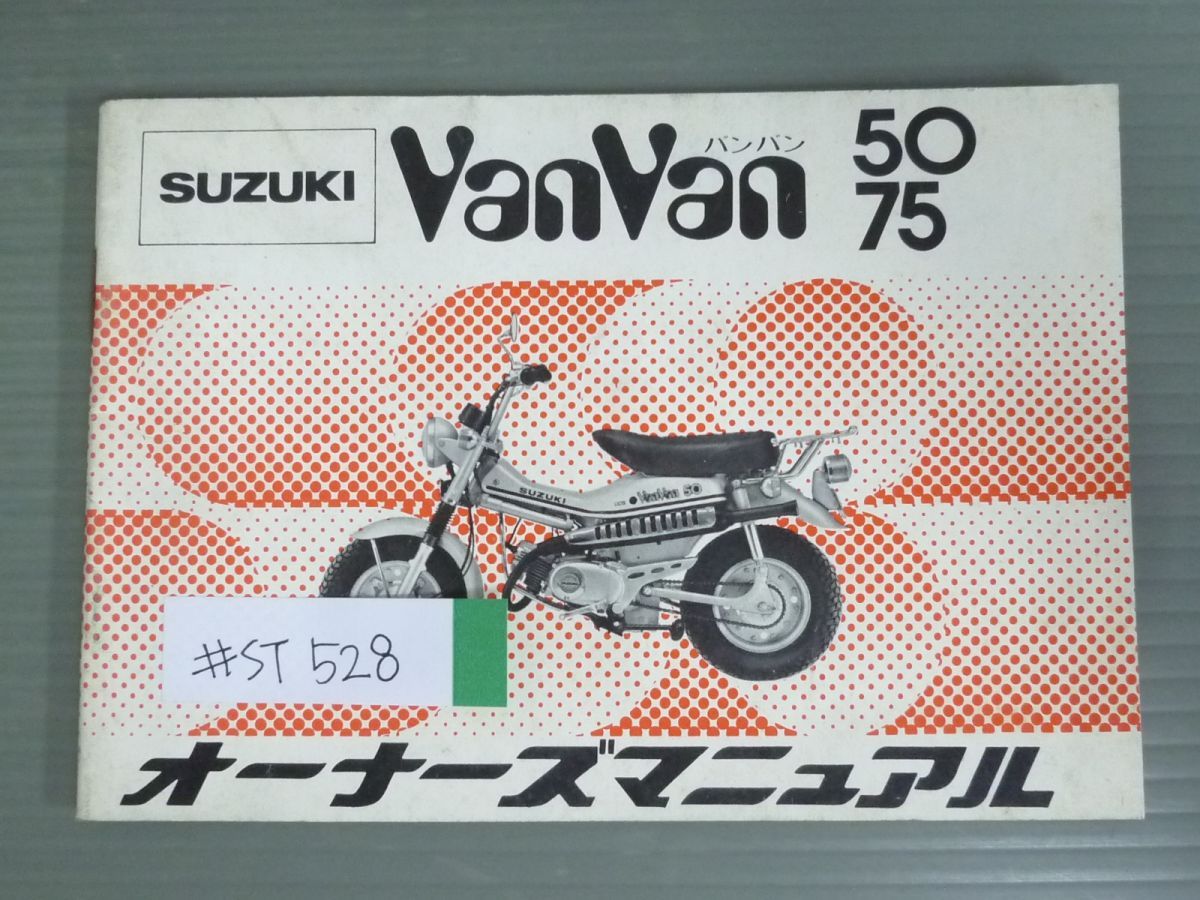 SUZUKI
VanVan
バンバン
50
75
SUZUKI
VanVan 50
#ST 528
オーナーズマニュアル